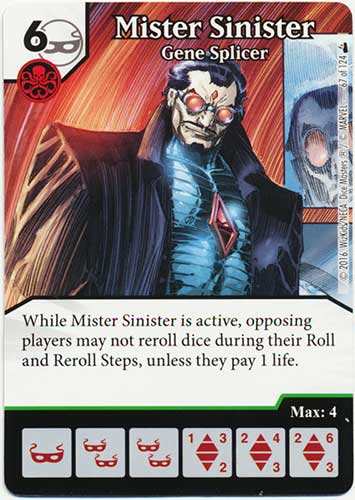 6
Mister Sinister
Gene Splicer
67 of 124
© 2016 WizKids/NECA. Dice Masters
© MARVEL
While Mister Sinister is active, opposing
players may not reroll dice during their Roll
and Reroll Steps, unless they pay 1 life.
Max: 4
1 3 2
2 4 4
2 6 3